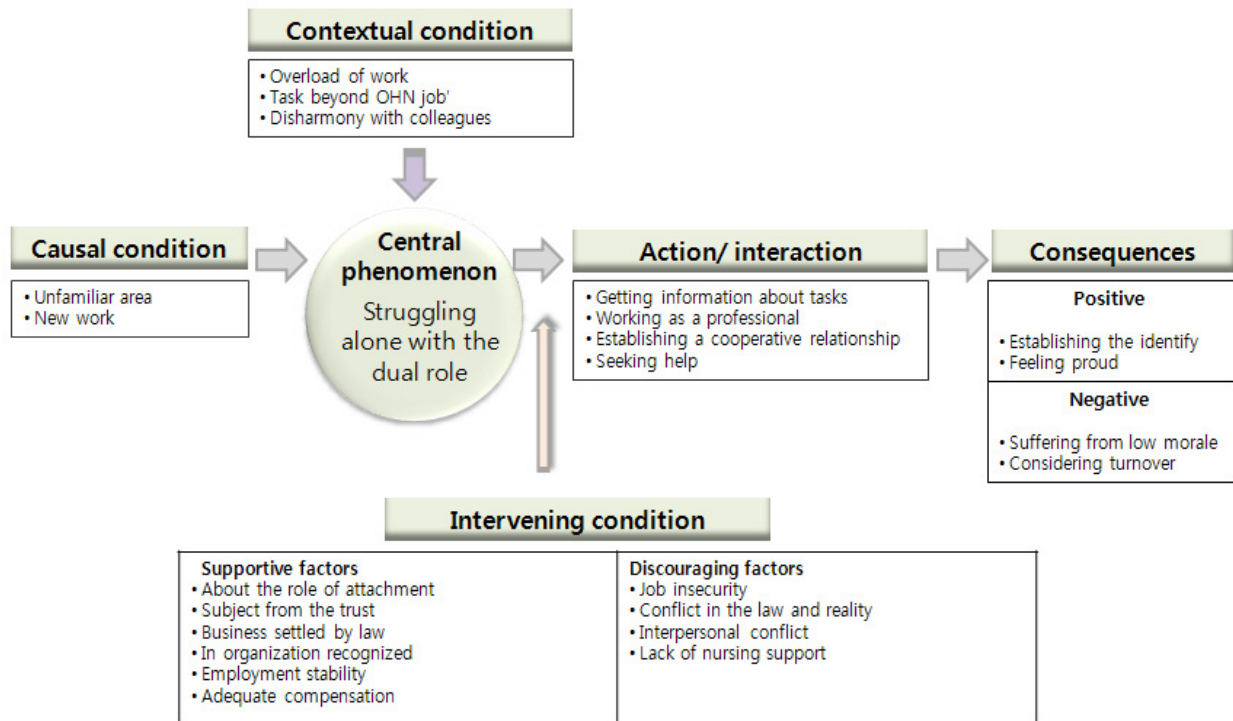 Contextual condition
• Overload of work
• Task beyond OHN job'
• Disharmony with colleagues
Causal condition
• Unfamiliar area
• New work
Central
phenomenon
Struggling
alone with the
dual role
Action/ interaction
• Getting information about tasks
• Working as a professional
• Establishing a cooperative relationship
• Seeking help
Consequences
Positive
• Establishing the identify
• Feeling proud
Negative
• Suffering from low morale
• Considering turnover
Intervening condition
Supportive factors
• About the role of attachment
• Subject from the trust
• Business settled by law
• In organization recognized
• Employment stability
• Adequate compensation
Discouraging factors
• Job insecurity
• Conflict in the law and reality
• Interpersonal conflict
• Lack of nursing support